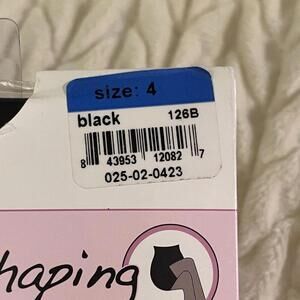 size: 4
black 126B
8 43953 12082 7
025-02-0423
haping